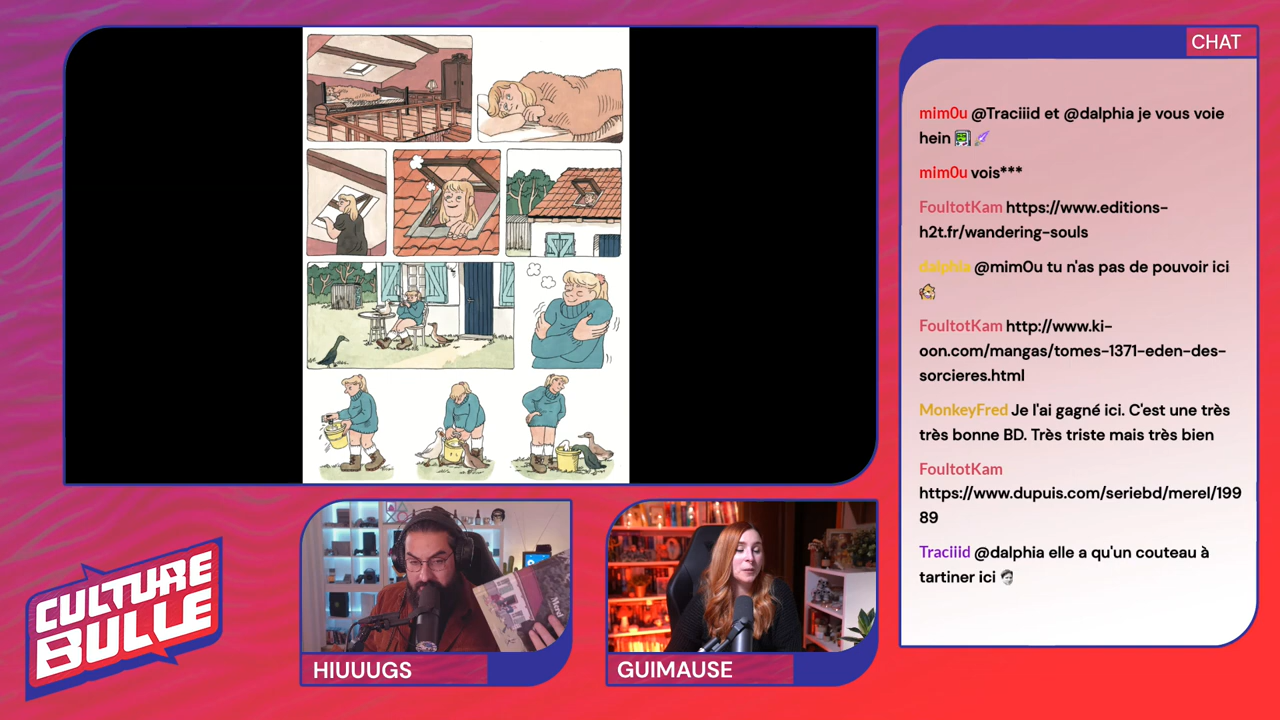 CHAT
mim0u @Traciiid et @dalphia je vous voie
hein
mim0u vois***
FoultotKam https://www.editions-
h2t.fr/wandering-souls
dalphia @mim0u tu n'as pas de pouvoir ici
FoultotKam http://www.ki-
oon.com/mangas/tomes-1371-eden-des-
sorcieres.html
MonkeyFred Je l'ai gagné ici. C'est une très
très bonne BD. Très triste mais très bien
FoultotKam
https://www.dupuis.com/seriebd/merel/199
89
Traciiid @dalphia elle a qu'un couteau à
tartiner ici
CULTURE
BULLE
Merel
HIUUUGS
GUIMAUSE